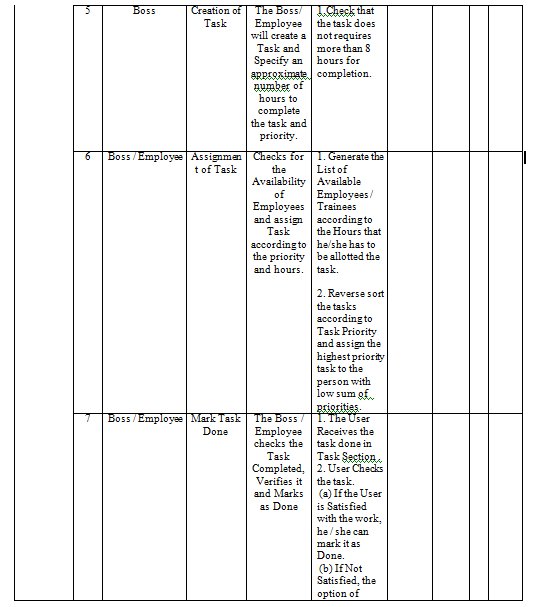 5
Boss
Creation of
Task
The Boss/
Employee
will create a
Task and
Specify an
approximate
number of
hours to
complete
the task and
priority.
1.Check that
the task does
not requires
more than 8
hours for
completion.
6
Boss / Employee
Assignmen
t of Task
Checks for
the
Availability
of
Employees
and assign
Task
according to
the priority
and hours.
1. Generate the
List of
Available
Employees /
Trainees
according to
the Hours that
he/she has to
be allotted the
task.
2. Reverse sort
the tasks
according to
Task Priority
and assign the
highest priority
task to the
person with
low sum of
priorities.
7
Boss / Employee
Mark Task
Done
The Boss /
Employee
checks the
Task
Completed,
Verifies it
and Marks
as Done
1. The User
Receives the
task done in
Task Section
2. User Checks
the task.
(a) If the User
is Satisfied
with the work,
he / she can
mark it as
Done.
(b) If Not
Satisfied, the
option of